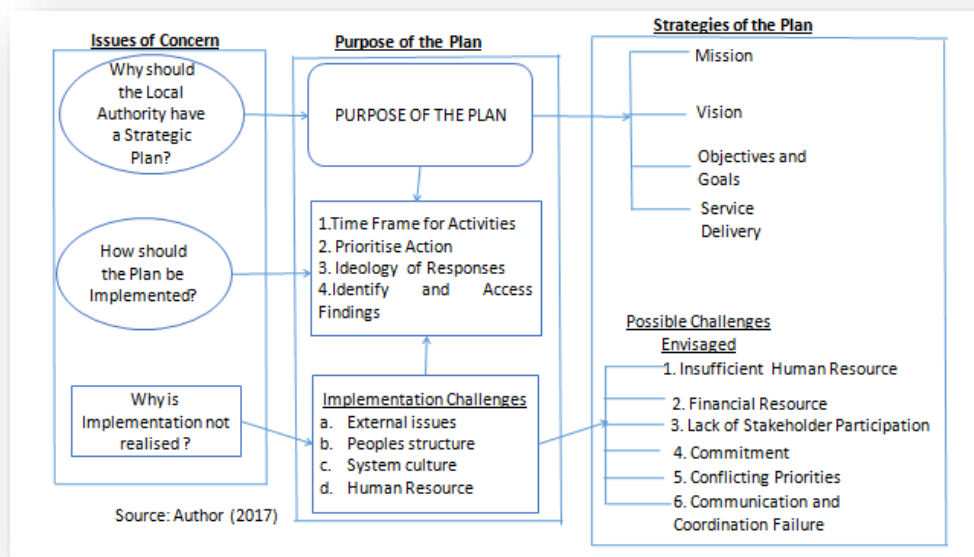 Issues of Concern
Why should
the Local
Authority have
a Strategic
Plan?
How should
the Plan be
Implemented?
Why is
Implementation not
realised ?
Source: Author (2017)
Purpose of the Plan
PURPOSE OF THE PLAN
1.Time Frame for Activities
2. Prioritise Action
3. Ideology of Responses
4.Identify and Access
Findings
Implementation Challenges
a. External issues
b. Peoples structure
c. System culture
d. Human Resource
Strategies of the Plan
Mission
Vision
Objectives and
Goals
Service
Delivery
Possible Challenges
Envisaged
1. Insufficient Human Resource
2. Financial Resource
3. Lack of Stakeholder Participation
4. Commitment
5. Conflicting Priorities
6. Communication and
Coordination Failure